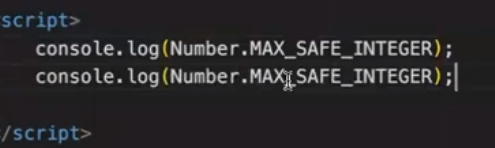 script>
console.log(Number.MAX_SAFE_INTEGER);
console.log(Number.MAX_SAFE_INTEGER);
/script>